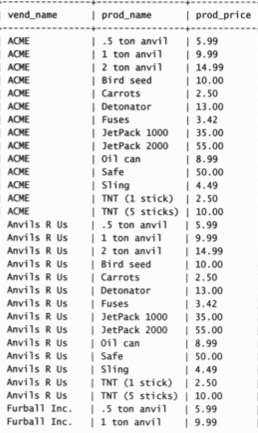 vend_name | prod_name | prod_price
ACME | .5 ton anvil | 5.99
ACME | 1 ton anvil | 9.99
ACME | 2 ton anvil | 14.99
ACME | Bird seed | 10.00
ACME | Carrots | 2.50
ACME | Detonator | 13.00
ACME | Fuses | 3.42
ACME | JetPack 1000 | 35.00
ACME | JetPack 2000 | 55.00
ACME | Oil can | 8.99
ACME | Safe | 50.00
ACME | Sling | 4.49
ACME | TNT (1 stick) | 2.50
ACME | TNT (5 sticks) | 10.00
Anvils R Us | .5 ton anvil | 5.99
Anvils R Us | 1 ton anvil | 9.99
Anvils R Us | 2 ton anvil | 14.99
Anvils R Us | Bird seed | 10.00
Anvils R Us | Carrots | 2.50
Anvils R Us | Detonator | 13.00
Anvils R Us | Fuses | 3.42
Anvils R Us | JetPack 1000 | 35.00
Anvils R Us | JetPack 2000 | 55.00
Anvils R Us | Oil can | 8.99
Anvils R Us | Safe | 50.00
Anvils R Us | Sling | 4.49
Anvils R Us | TNT (1 stick) | 2.50
Anvils R Us | TNT (5 sticks) | 10.00
Furball Inc. | .5 ton anvil | 5.99
Furball Inc. | 1 ton anvil | 9.99